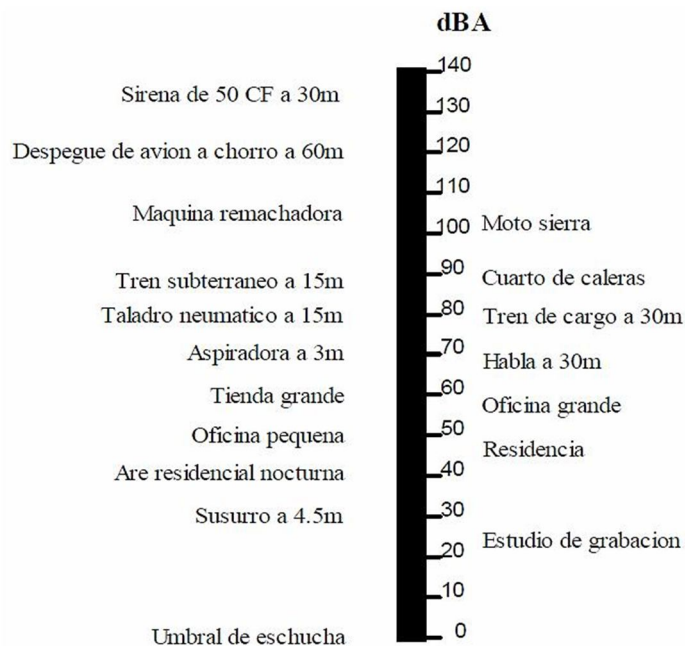 dBA
140
Sirena de 50 CF a 30m
130
Despegue de avion a chorro a 60m
120
110
Maquina remachadora
100 Moto sierra
90
Tren subterraneo a 15m
Cuarto de caleras
Taladro neumatico a 15m
80 Tren de cargo a 30m
Aspiradora a 3m
70
Habla a 30m
Tienda grande
60
Oficina grande
Oficina pequena
50
Residencia
Are residencial nocturna
40
Susurro a 4.5m
30
Estudio de grabacion
20
10
Umbral de eschucha
0